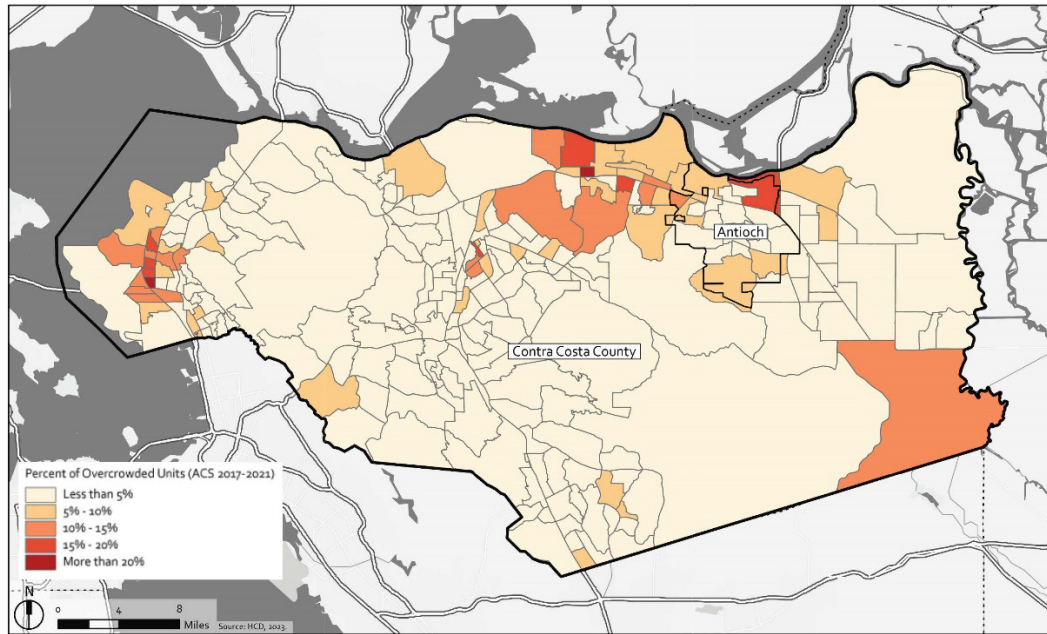 Antioch
Contra Costa County
Percent of Overcrowded Units (ACS 2017-2021)
Less than 5%
5% - 10%
10% - 15%
15% - 20%
More than 20%
N
0 4 8
Miles
Source: HCD, 2023.